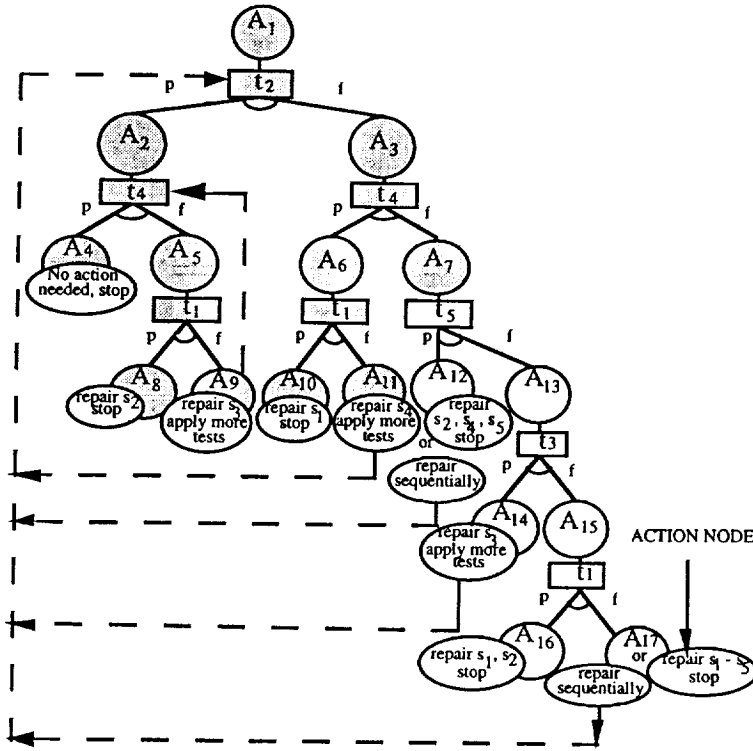 A1
p t2 f
A2 A3
t4 t4
p f p f
A4 A5 A6 A7
No action
needed, stop
t1 t1 t5
p f p f p f
A8 A9 A10 A11 A12 A13
repair s2
stop
repair s3
apply more
tests
repair s1
stop
repair s4
apply more
tests
or
repair
s2, s4, s5
stop
repair
sequentially
t3
p f
A14 A15
repair s3
apply more
tests
ACTION NODE
t1
p f
A16 A17
repair s1, s2
stop
or
repair
sequentially
repair s1 - s5
stop